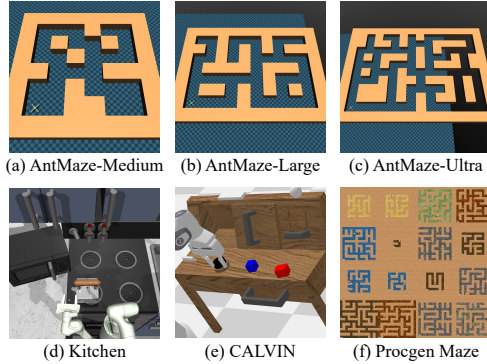 (a) AntMaze-Medium
(b) AntMaze-Large
(c) AntMaze-Ultra
(d) Kitchen
(e) CALVIN
(f) Procgen Maze